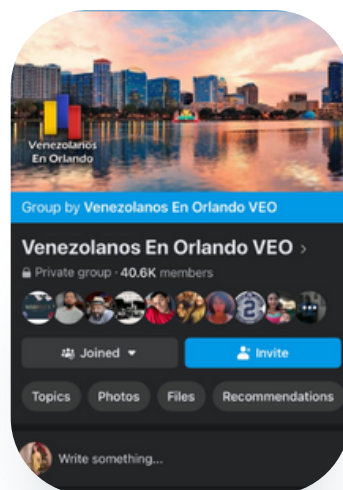 Venezolanos
En Orlando
Group by Venezolanos En Orlando VEO
Venezolanos En Orlando VEO
Private group · 40.6K members
2
Joined
Invite
Topics
Photos
Files
Recommendations
Write something...